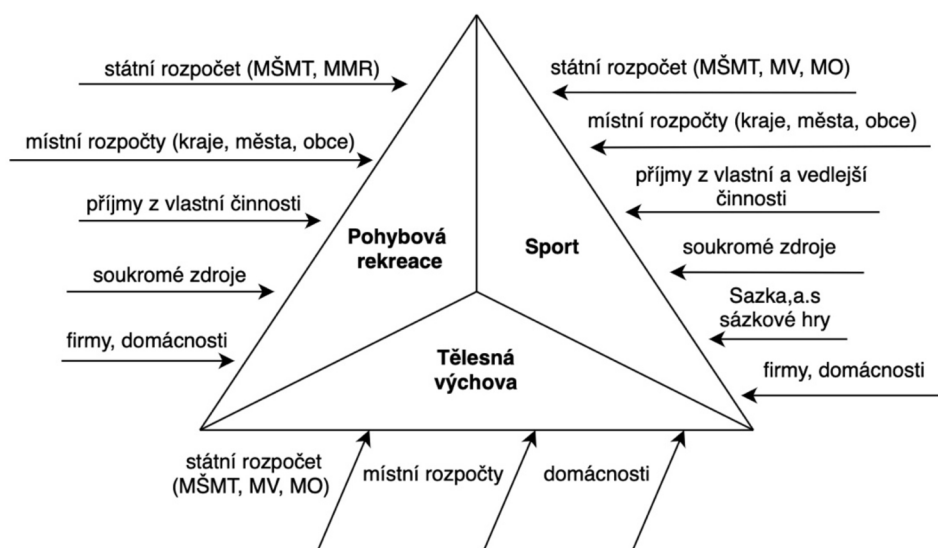 státní rozpočet (MŠMT, MMR)
místní rozpočty (kraje, města, obce)
příjmy z vlastní činnosti
soukromé zdroje
firmy, domácnosti
Pohybová
rekreace
Sport
Tělesná
výchova
státní rozpočet (MŠMT, MV, MO)
místní rozpočty (kraje, města, obce)
příjmy z vlastní a vedlejší
činnosti
soukromé zdroje
Sazka,a.s
sázkové hry
firmy, domácnosti
státní rozpočet
(MŠMT, MV, MO)
místní rozpočty
domácnosti